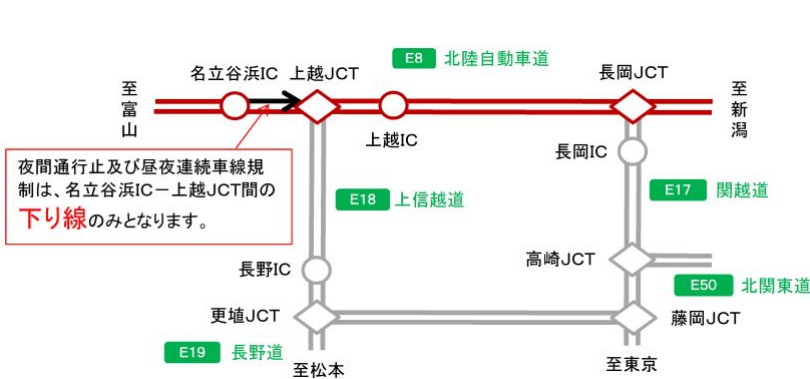 E8 北陸自動車道
名立谷浜IC 上越JCT 長岡JCT
至富山
至新潟
上越IC
長岡IC
夜間通行止及び昼夜連続車線規
制は、名立谷浜IC－上越JCT間の
下り線のみとなります。
E18 上信越道
E17 関越道
高崎JCT
長野IC
E50 北関東道
更埴JCT
藤岡JCT
E19 長野道
至松本
至東京